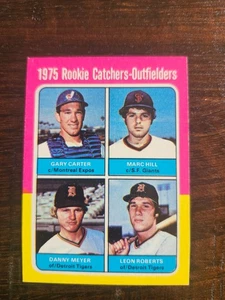 1975 Rookie Catchers-Outfielders
GARY CARTER
c/Montreal Expos
MARC HILL
c/S.F. Giants
DANNY MEYER
of/Detroit Tigers
LEON ROBERTS
of/Detroit Tigers